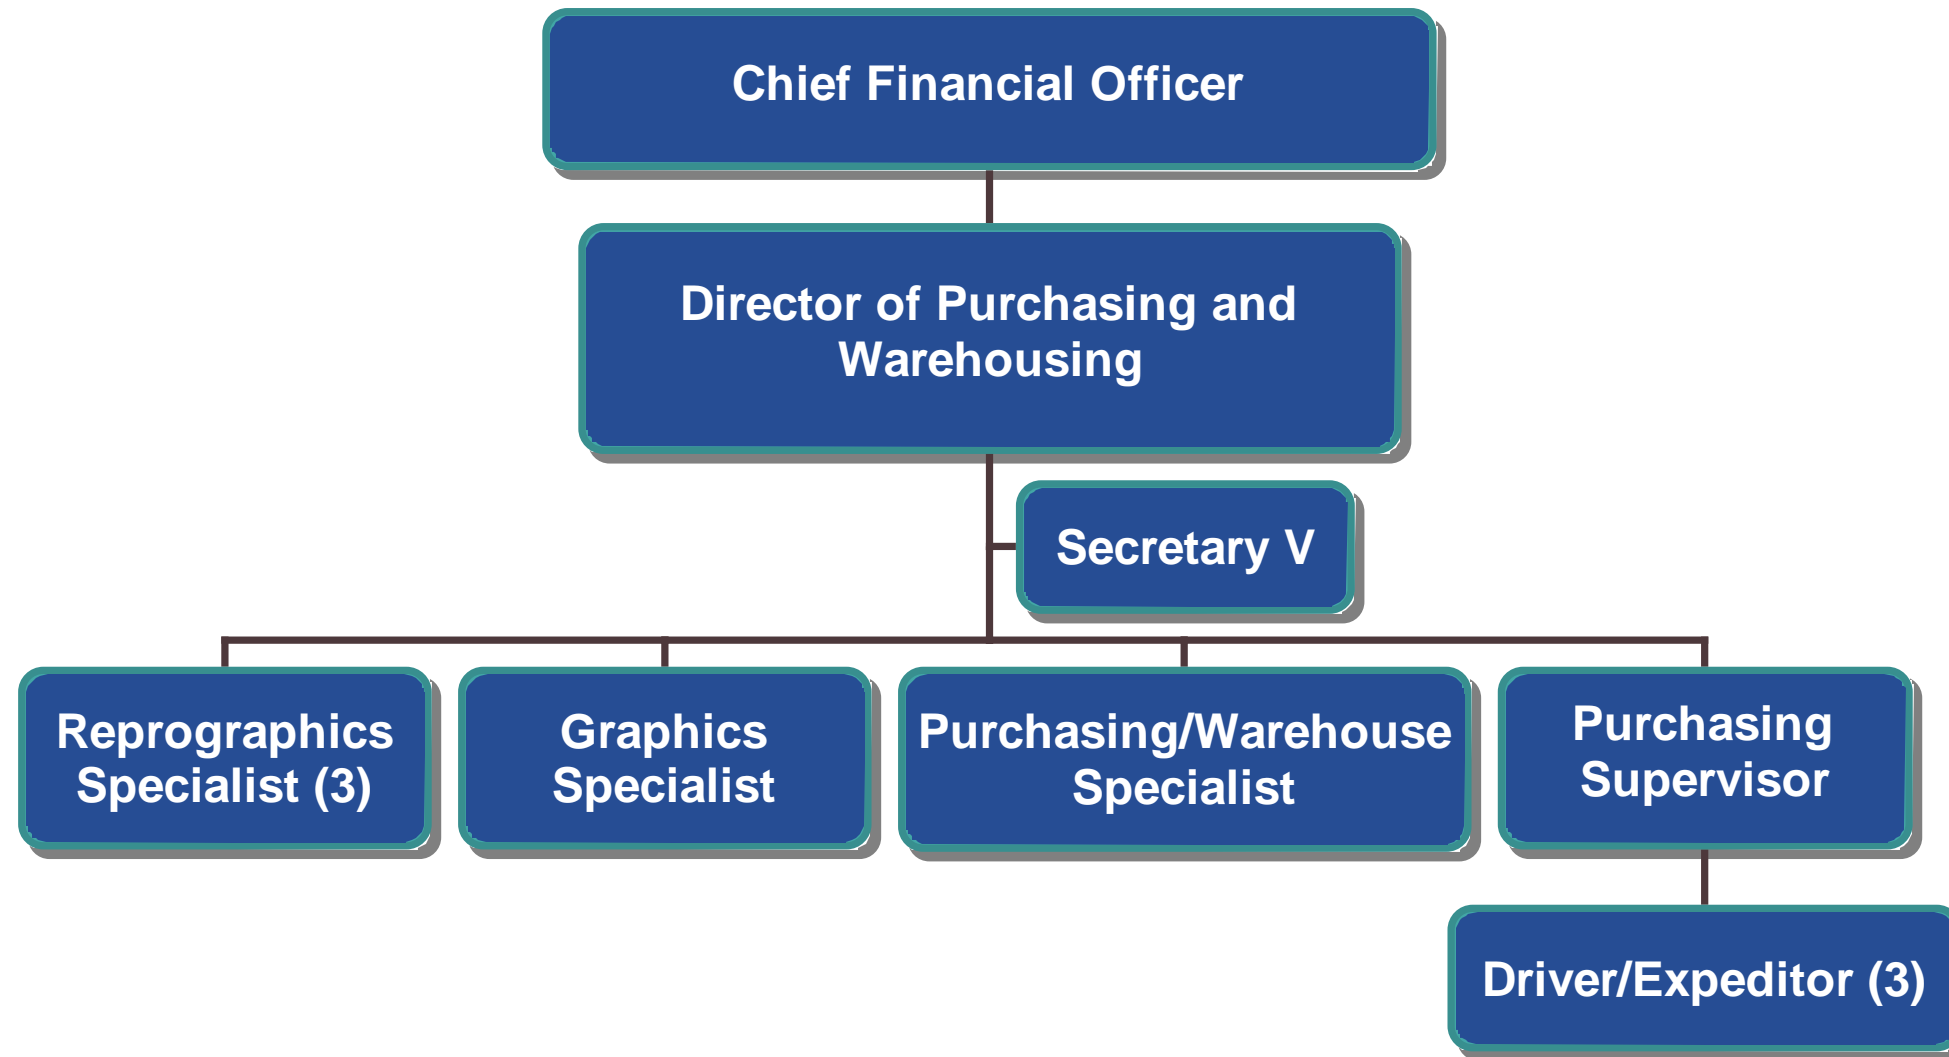 Chief Financial Officer
Director of Purchasing and
Warehousing
Secretary V
Reprographics
Specialist (3)
Graphics
Specialist
Purchasing/Warehouse
Specialist
Purchasing
Supervisor
Driver/Expeditor (3)